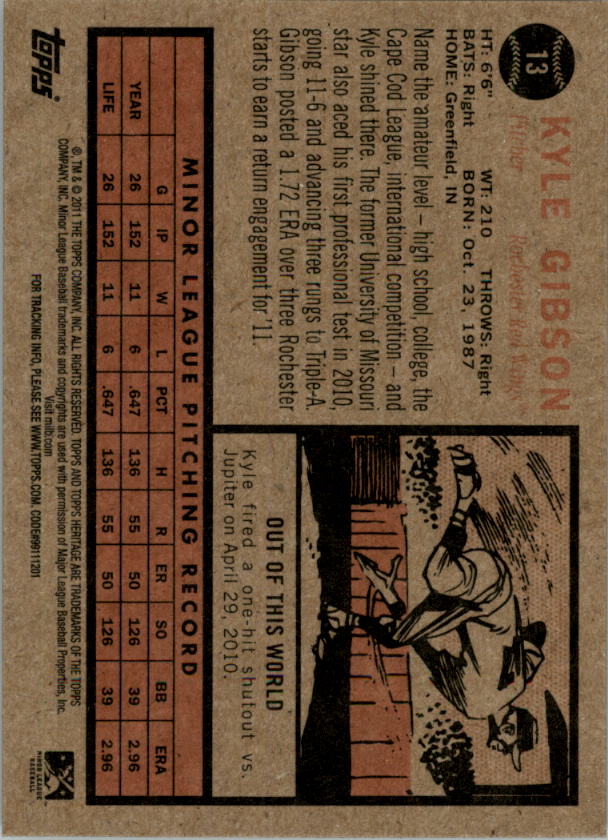 13
KYLE GIBSON
Pitcher Rochester Red Wings™
HT: 6'6" WT: 210 THROWS: Right
BATS: Right BORN: Oct. 23, 1987
HOME: Greenfield, IN
Name the amateur level – high school, college, the
Cape Cod League, international competition – and
Kyle shined there. The former University of Missouri
star also aced his first professional test in 2010,
going 11-6 and advancing three rungs to Triple-A.
Gibson posted a 1.72 ERA over three Rochester
starts to earn a return engagement for '11.
OUT OF THIS WORLD
Kyle fired a one-hit shutout vs.
Jupiter on April 29, 2010.
MINOR LEAGUE PITCHING RECORD
G IP W L PCT H R ER SO BB ERA
YEAR 26 152 11 6 .647 136 55 50 126 39 2.96
LIFE 26 152 11 6 .647 136 55 50 126 39 2.96
Topps®
®, TM & © 2011 THE TOPPS COMPANY, INC. ALL RIGHTS RESERVED. TOPPS AND TOPPS HERITAGE ARE TRADEMARKS OF THE TOPPS
COMPANY, INC. Minor League Baseball trademarks and copyrights are used with permission of Major League Baseball Properties, Inc.
Visit milb.com
FOR TRACKING INFO, PLEASE SEE WWW.TOPPS.COM. CODE#99111201
MINOR LEAGUE
BASEBALL